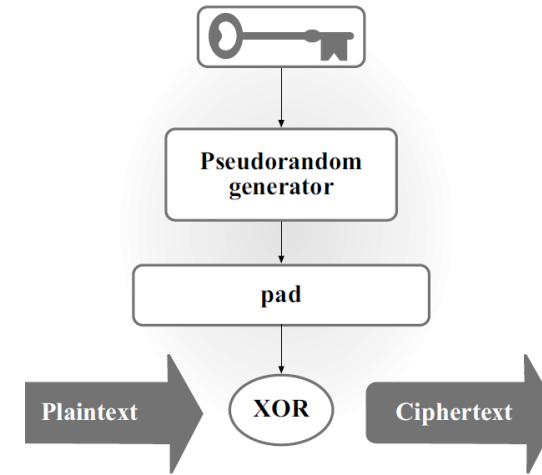 Pseudorandom
generator
pad
Plaintext
XOR
Ciphertext